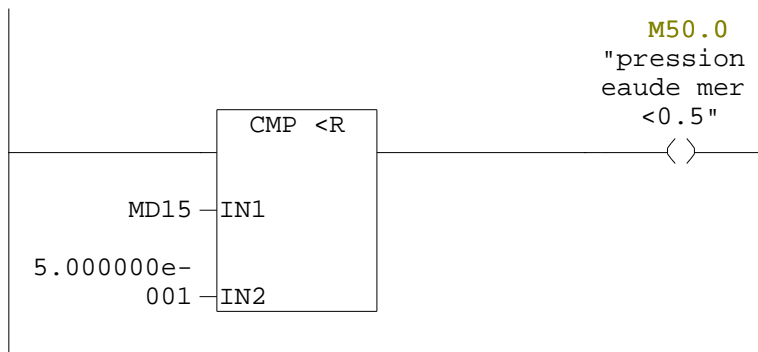 M50.0
"pression
eaude mer
<0.5"
CMP <R
MD15
IN1
5.000000e-
001
IN2